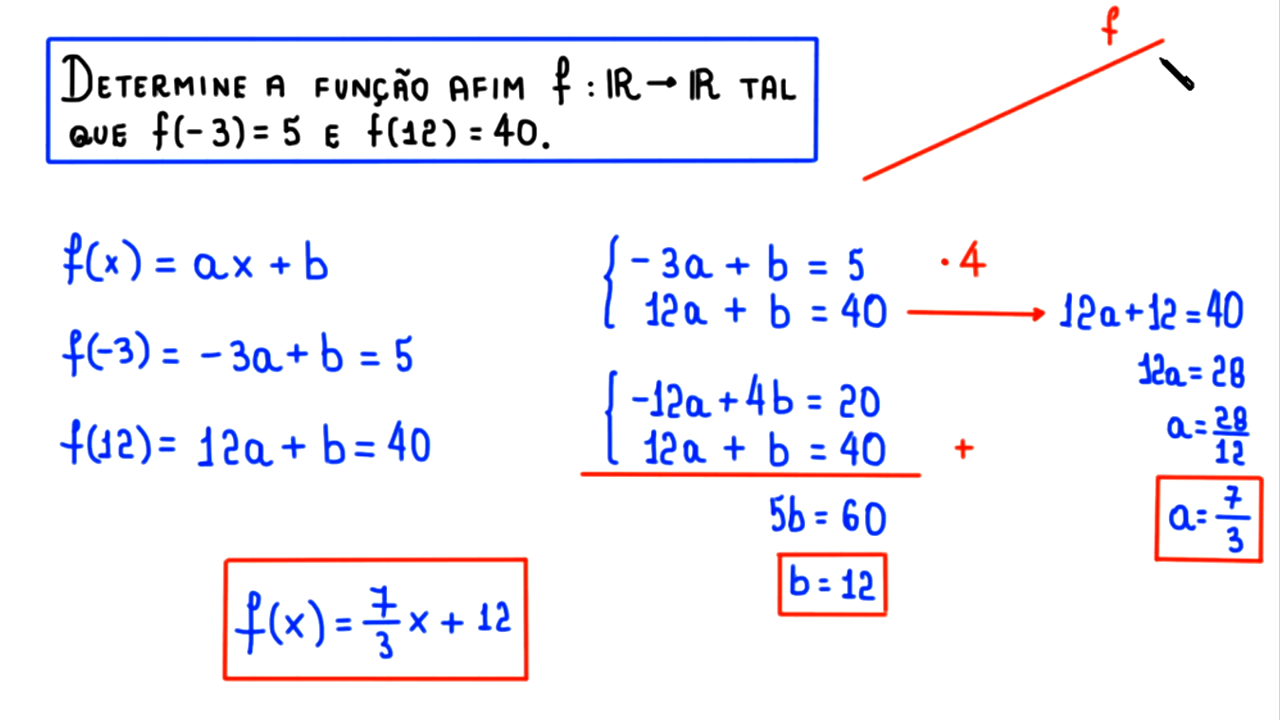 DETERMINE A FUNÇÃO AFIM f : ℝ → ℝ TAL
QUE f(-3) = 5 E f(12) = 40.
f
f(x) = ax + b
f(-3) = -3a + b = 5
f(12) = 12a + b = 40
-3a + b = 5 · 4
12a + b = 40 → 12a + 12 = 40
-12a + 4b = 20
12a + b = 40 +
5b = 60
b = 12
12a = 28
a = 28/12
a = 7/3
f(x) = 7/3 x + 12